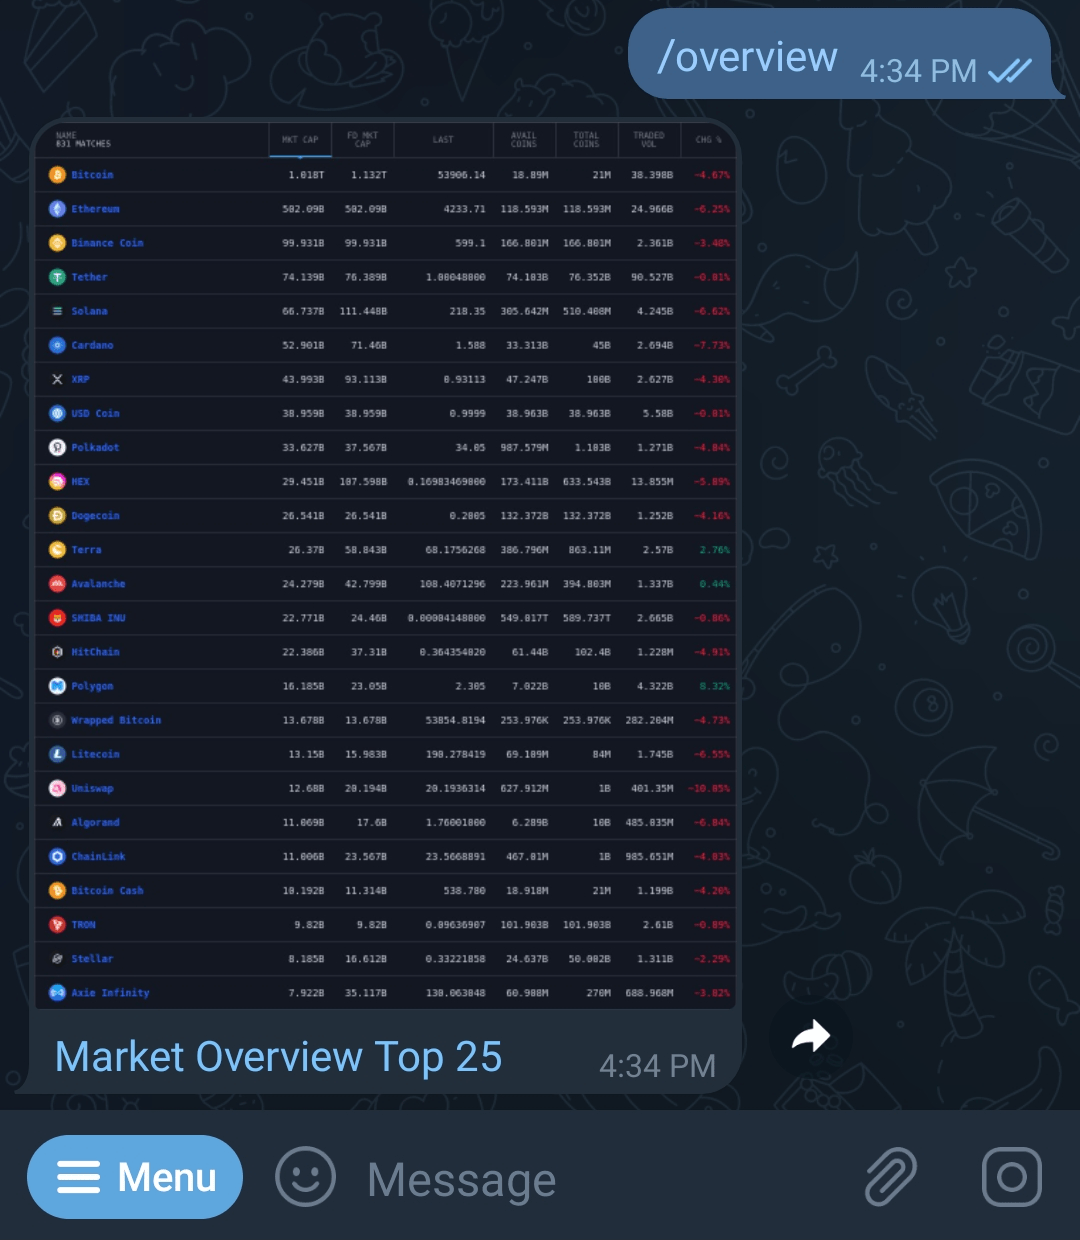 /overview 4:34 PM
NAME MKT CAP FD MKT CAP LAST AVAIL COINS TOTAL COINS TRADED VOL CHG %
831 MATCHES
Bitcoin 1.018T 1.132T 53906.14 18.89M 21M 38.398B -4.67%
Ethereum 502.09B 502.09B 4233.71 118.593M 118.593M 24.966B -6.25%
Binance Coin 99.931B 99.931B 599.1 166.801M 166.801M 2.361B -3.48%
Tether 74.139B 76.389B 1.00048000 74.103B 76.352B 90.527B -0.01%
Solana 66.737B 111.448B 218.35 305.642M 510.408M 4.245B -6.62%
Cardano 52.901B 71.46B 1.588 33.313B 45B 2.694B -7.73%
XRP 43.993B 93.113B 0.93113 47.247B 100B 2.627B -4.30%
USD Coin 38.959B 38.959B 0.9999 38.963B 38.963B 5.58B -0.01%
Polkadot 33.627B 37.567B 34.05 987.579M 1.103B 1.271B -4.84%
HEX 29.451B 107.598B 0.16983469000 173.411B 633.543B 13.855M -5.89%
Dogecoin 26.541B 26.541B 0.2005 132.372B 132.372B 1.252B -4.16%
Terra 26.37B 58.843B 68.1756268 386.796M 863.11M 2.57B 2.76%
Avalanche 24.279B 42.799B 108.4071296 223.961M 394.803M 1.337B 0.44%
SHIBA INU 22.771B 24.46B 0.00004148000 549.017T 589.737T 2.665B -0.86%
HitChain 22.386B 37.31B 0.364354020 61.44B 102.4B 1.228M -4.91%
Polygon 16.185B 23.05B 2.305 7.022B 10B 4.322B 8.32%
Wrapped Bitcoin 13.678B 13.678B 53854.8194 253.976K 253.976K 282.204M -4.73%
Litecoin 13.15B 15.983B 190.278419 69.109M 84M 1.745B -6.55%
Uniswap 12.68B 20.194B 20.1936314 627.912M 1B 401.35M -10.85%
Algorand 11.069B 17.6B 1.76001000 6.289B 10B 485.035M -6.84%
ChainLink 11.006B 23.567B 23.5668891 467.01M 1B 985.651M -4.03%
Bitcoin Cash 10.192B 11.314B 538.780 18.918M 21M 1.199B -4.20%
TRON 9.82B 9.82B 0.09636907 101.903B 101.903B 2.61B -0.89%
Stellar 8.185B 16.612B 0.33221858 24.637B 50.002B 1.311B -2.29%
Axie Infinity 7.922B 35.117B 130.063048 60.908M 270M 688.968M -3.82%
Market Overview Top 25 4:34 PM
Menu Message